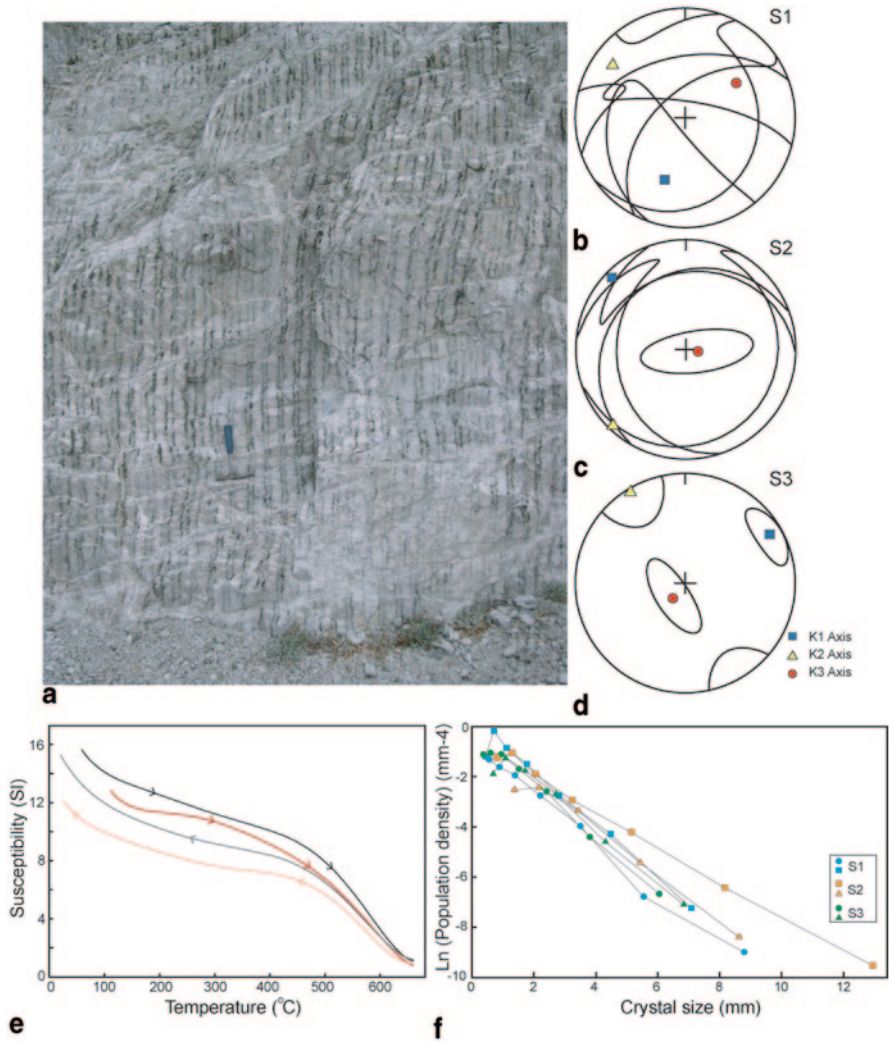 a
S1
b
S2
c
S3
d
K1 Axis
K2 Axis
K3 Axis
Susceptibility (SI)
16
12
8
4
0
0 100 200 300 400 500 600
Temperature (°C)
e
Ln (Population density) (mm-4)
0
-2
-4
-6
-8
-10
0 2 4 6 8 10 12
Crystal size (mm)
S1
S2
S3
f